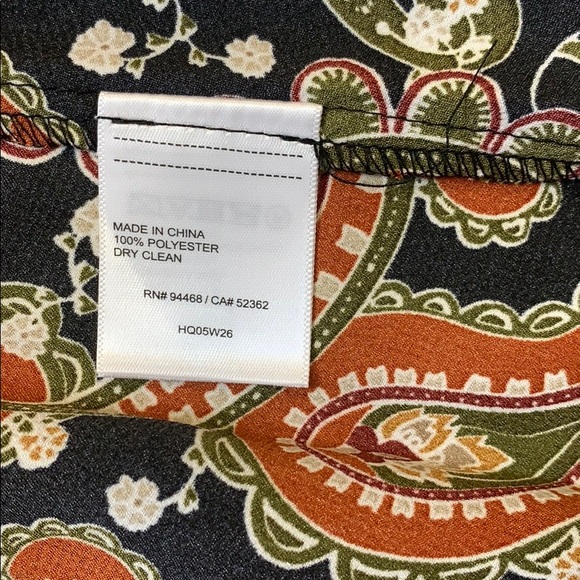 MADE IN CHINA
100% POLYESTER
DRY CLEAN
RN# 94468 / CA# 52362
HQ05W26